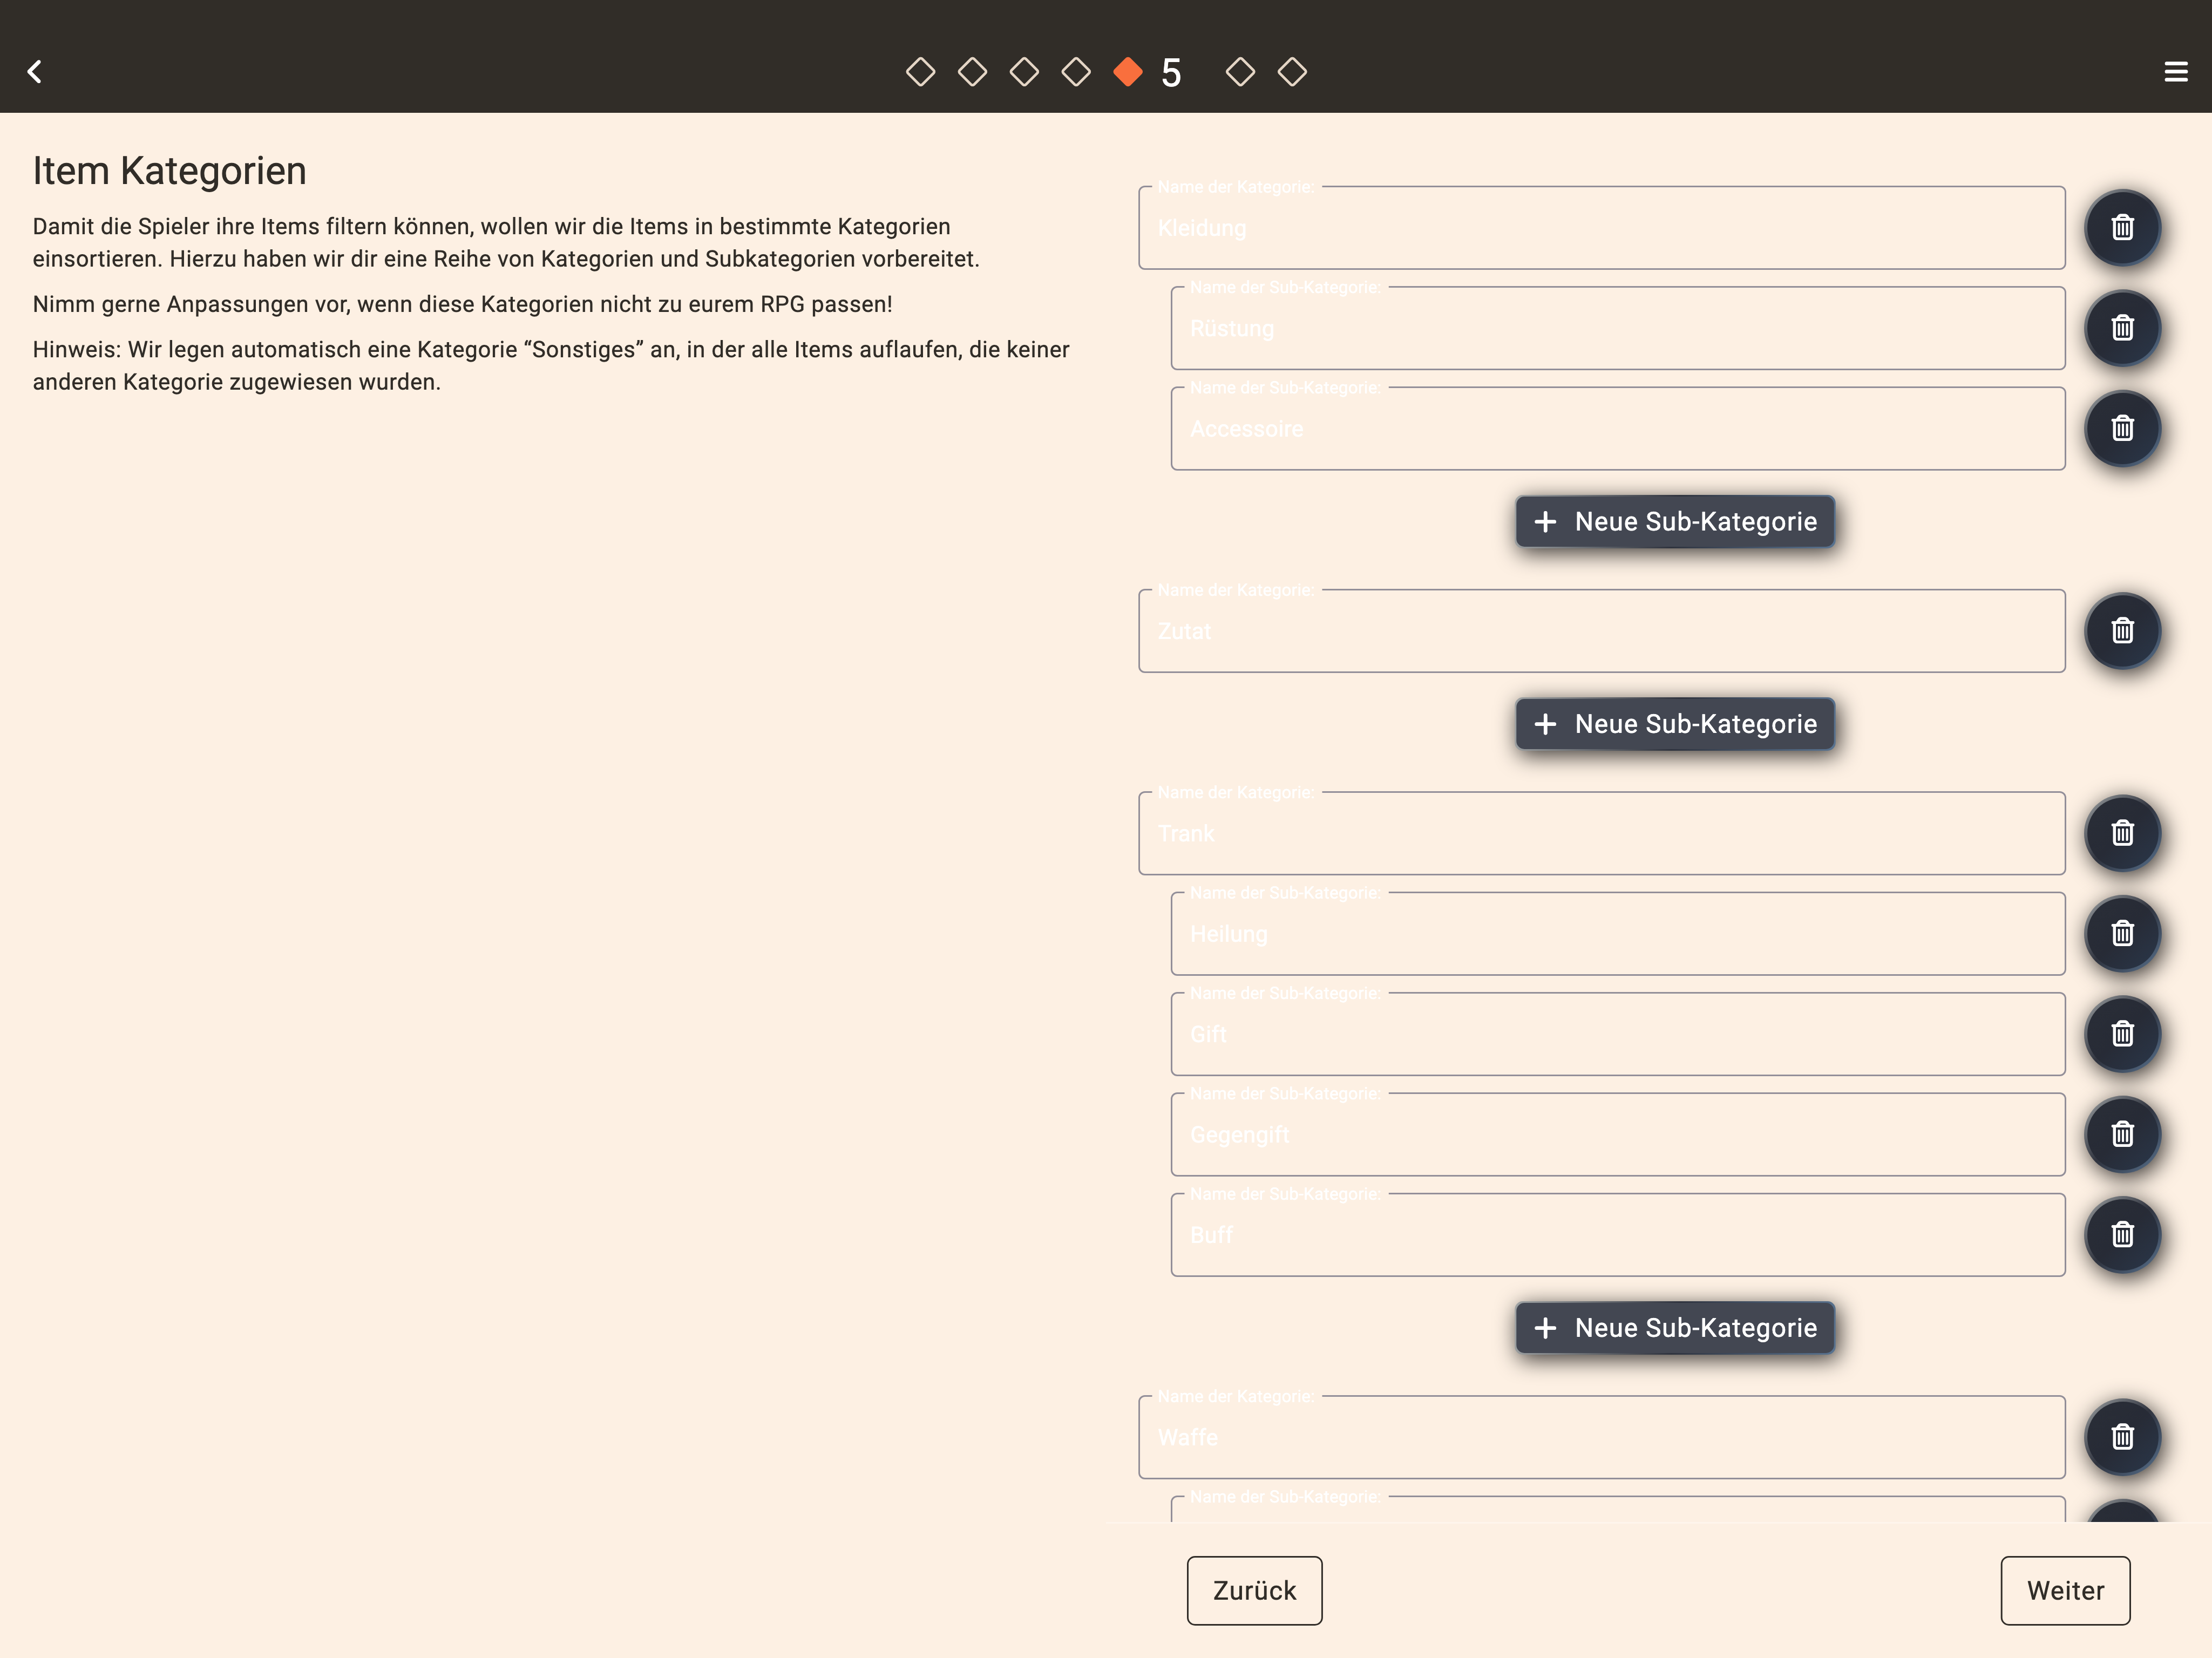 5
Item Kategorien
Damit die Spieler ihre Items filtern können, wollen wir die Items in bestimmte Kategorien
einsortieren. Hierzu haben wir dir eine Reihe von Kategorien und Subkategorien vorbereitet.
Nimm gerne Anpassungen vor, wenn diese Kategorien nicht zu eurem RPG passen!
Hinweis: Wir legen automatisch eine Kategorie “Sonstiges” an, in der alle Items auflaufen, die keiner
anderen Kategorie zugewiesen wurden.
Name der Kategorie:
Kleidung
Name der Sub-Kategorie:
Rüstung
Name der Sub-Kategorie:
Accessoire
Neue Sub-Kategorie
Name der Kategorie:
Zutat
Neue Sub-Kategorie
Name der Kategorie:
Trank
Name der Sub-Kategorie:
Heilung
Name der Sub-Kategorie:
Gift
Name der Sub-Kategorie:
Gegengift
Name der Sub-Kategorie:
Buff
Neue Sub-Kategorie
Name der Kategorie:
Waffe
Name der Sub-Kategorie:
Zurück
Weiter